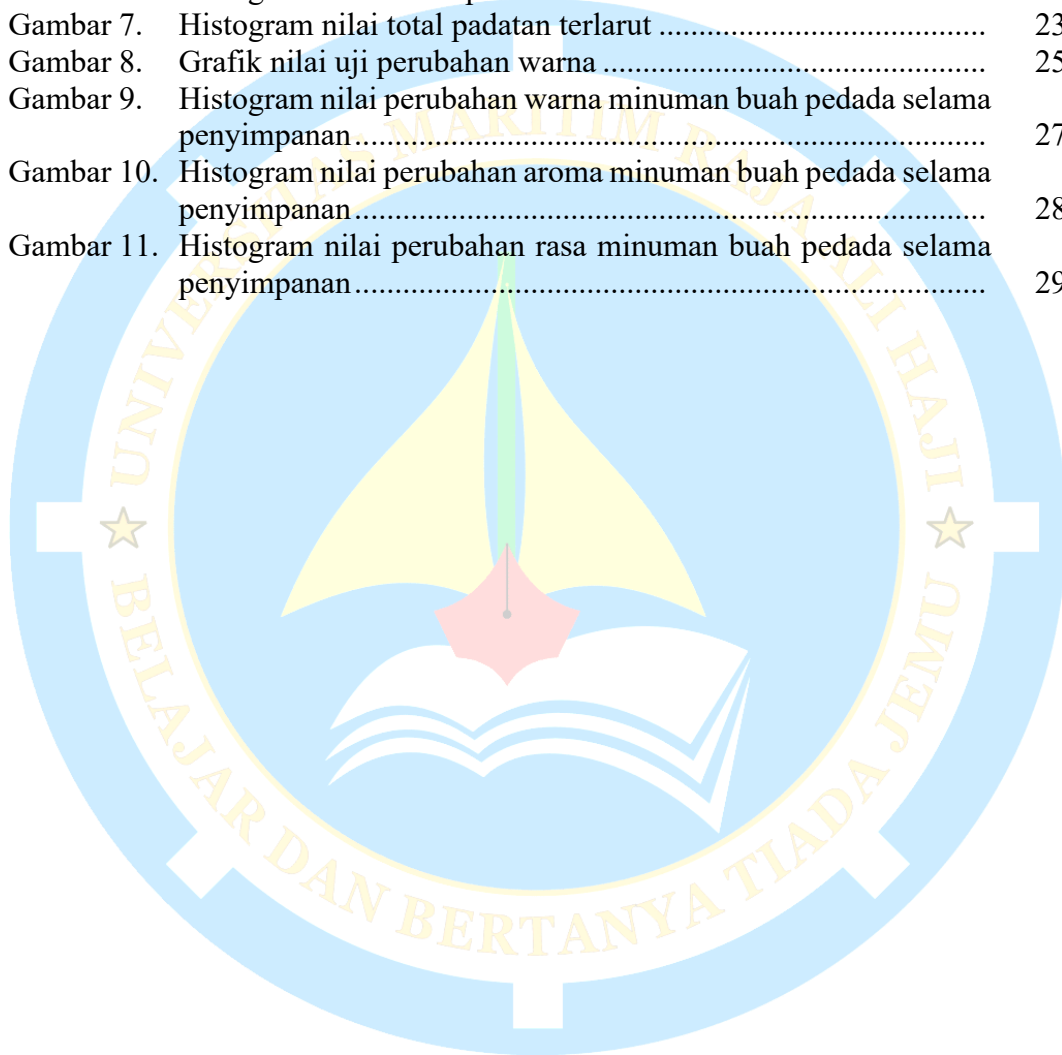 Gambar 7. Histogram nilai total padatan terlarut ......................................... 23
Gambar 8. Grafik nilai uji perubahan warna ................................................ 25
Gambar 9. Histogram nilai perubahan warna minuman buah pedada selama
penyimpanan............................................................................... 27
Gambar 10. Histogram nilai perubahan aroma minuman buah pedada selama
penyimpanan............................................................................... 28
Gambar 11. Histogram nilai perubahan rasa minuman buah pedada selama
penyimpanan............................................................................... 29
UNIVERSITAS MARITIM RAJA ALI HAJI
BELAJAR DAN BERTANYA TIADA JEMU